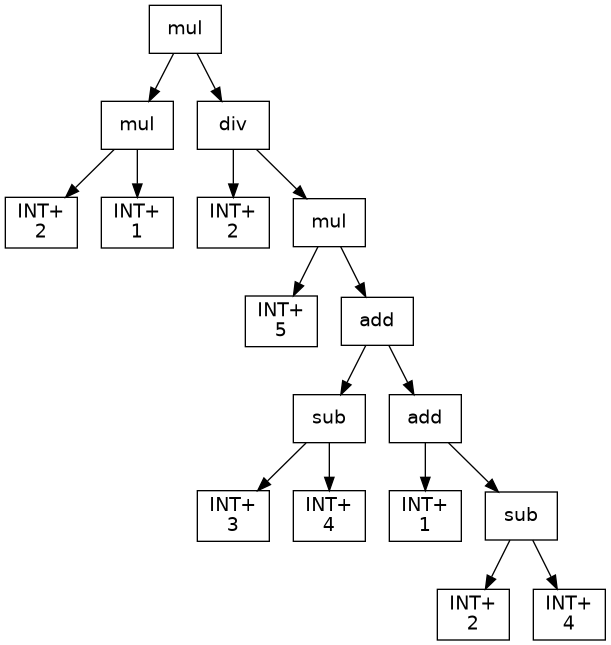 mul
mul
div
INT+
2
INT+
1
INT+
2
mul
INT+
5
add
sub
add
INT+
3
INT+
4
INT+
1
sub
INT+
2
INT+
4